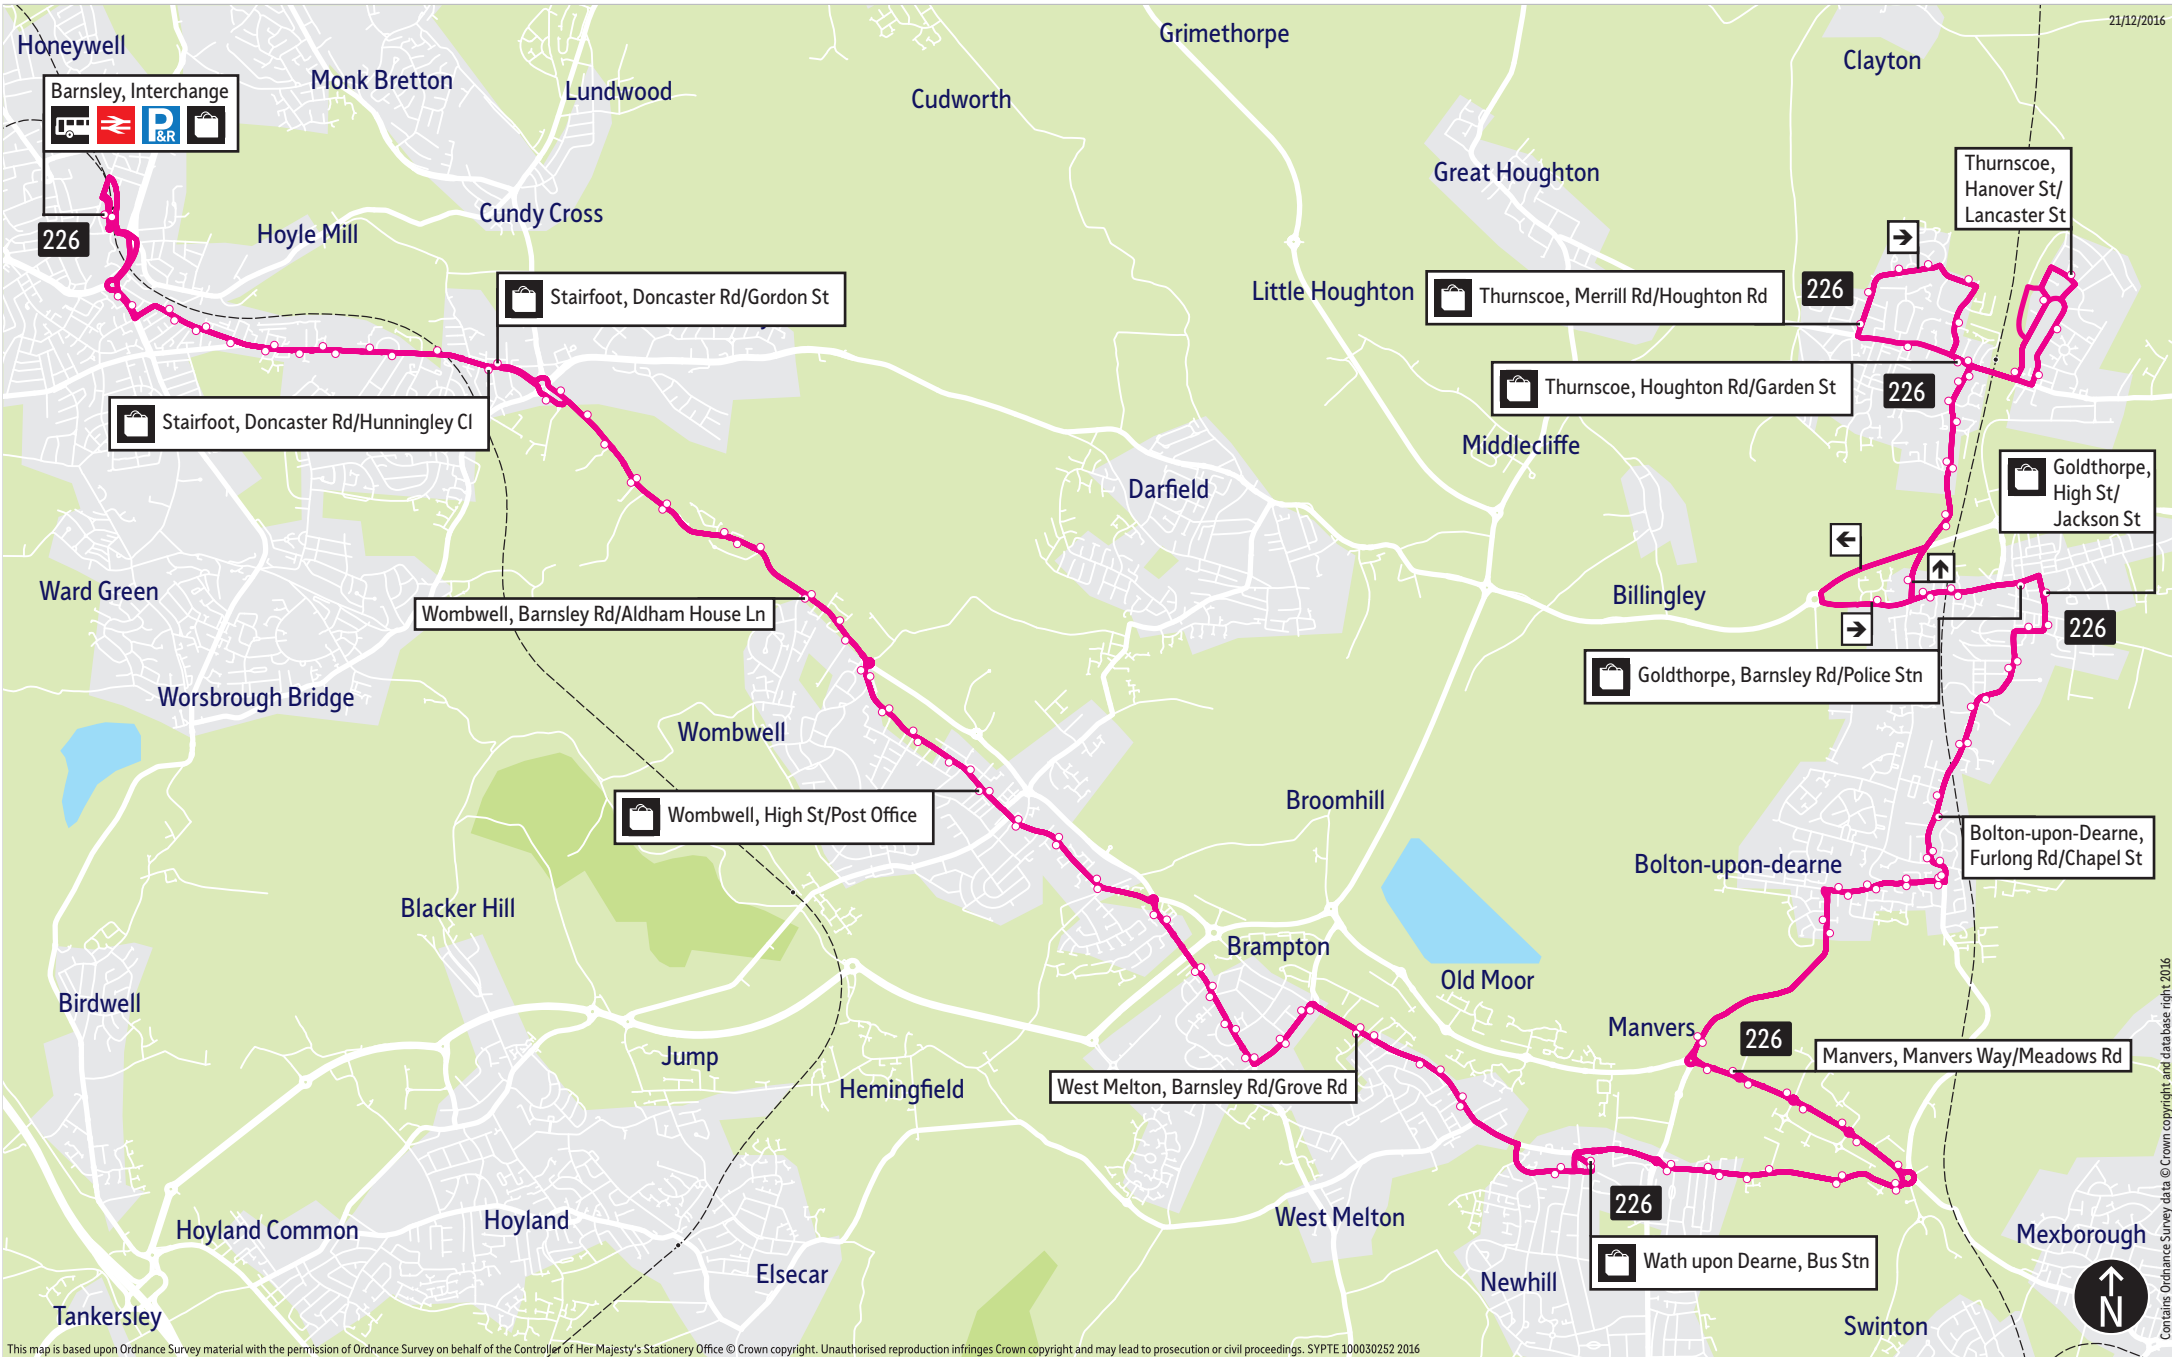 21/12/2016
Honeywell
Grimethorpe
Clayton
Monk Bretton
Lundwood
Cudworth
Barnsley, Interchange
P
&R
Great Houghton
Thurnscoe,
Hanover St/
Lancaster St
Cundy Cross
Hoyle Mill
226
Stairfoot, Doncaster Rd/Gordon St
Little Houghton
Thurnscoe, Merrill Rd/Houghton Rd
226
Thurnscoe, Houghton Rd/Garden St
226
Stairfoot, Doncaster Rd/Hunningley Cl
Middlecliffe
Darfield
Goldthorpe,
High St/
Jackson St
Ward Green
Billingley
Wombwell, Barnsley Rd/Aldham House Ln
226
Goldthorpe, Barnsley Rd/Police Stn
Worsbrough Bridge
Wombwell
Broomhill
Wombwell, High St/Post Office
Bolton-upon-Dearne,
Furlong Rd/Chapel St
Bolton-upon-dearne
Blacker Hill
Brampton
Old Moor
Birdwell
Manvers
226
Jump
Manvers, Manvers Way/Meadows Rd
Hemingfield
West Melton, Barnsley Rd/Grove Rd
226
Hoyland Common
Hoyland
West Melton
Mexborough
Wath upon Dearne, Bus Stn
Elsecar
Newhill
N
Tankersley
Swinton
This map is based upon Ordnance Survey material with the permission of Ordnance Survey on behalf of the Controller of Her Majesty's Stationery Office © Crown copyright. Unauthorised reproduction infringes Crown copyright and may lead to prosecution or civil proceedings. SYPTE 100030252 2016
Contains Ordnance Survey data © Crown copyright and database right 2016